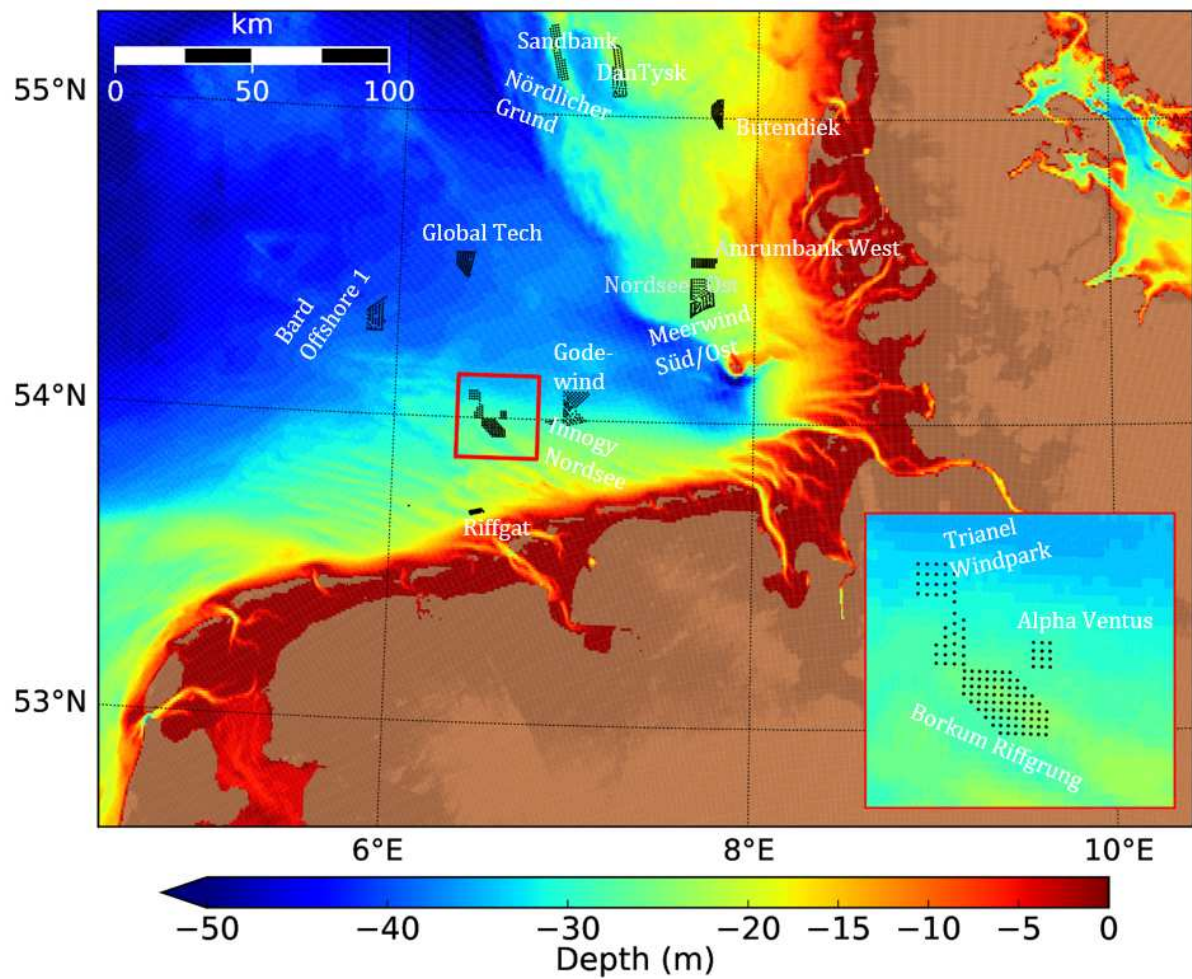 km
0 50 100
55°N
54°N
53°N
Sandbank
DanTysk
Nördlicher
Grund
Butendiek
Global Tech
Amrumbank West
Nordsee Ost
Bard
Offshore 1
Meerwind
Süd/Ost
Gode-
wind
Innogy
Nordsee
Riffgat
Trianel
Windpark
Alpha Ventus
Borkum Riffgrung
6°E 8°E 10°E
−50 −40 −30 −20 −15 −10 −5 0
Depth (m)